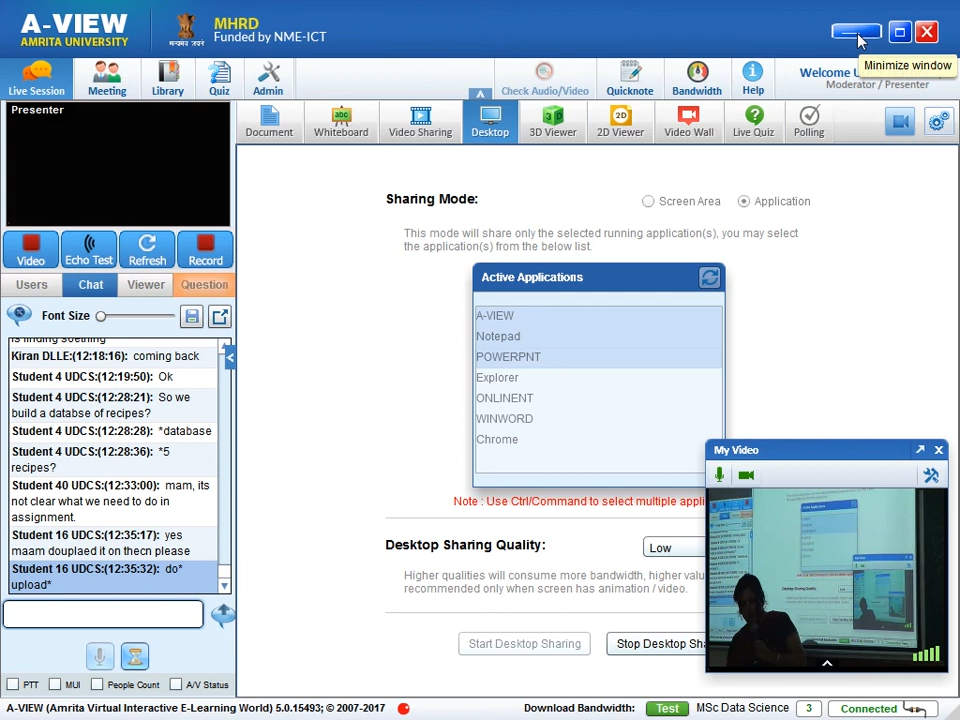 A-VIEW
AMRITA UNIVERSITY
MHRD
Funded by NME-ICT
Minimize window
Live Session
Meeting
Library
Quiz
Admin
Check Audio/Video
Quicknote
Bandwidth
Help
Welcome
Moderator / Presenter
Presenter
Document
Whiteboard
Video Sharing
Desktop
3D Viewer
2D Viewer
Video Wall
Live Quiz
Polling
Video
Echo Test
Refresh
Record
Users
Chat
Viewer
Question
Font Size
is finding soething
Kiran DLLE:(12:18:16): coming back
Student 4 UDCS:(12:19:50): Ok
Student 4 UDCS:(12:28:21): So we
build a databse of recipes?
Student 4 UDCS:(12:28:28): *database
Student 4 UDCS:(12:28:36): *5
recipes?
Student 40 UDCS:(12:33:00): mam, its
not clear what we need to do in
assignment.
Student 16 UDCS:(12:35:17): yes
maam douplaed it on thecn please
Student 16 UDCS:(12:35:32): do*
upload*
PTT
MUI
People Count
A/V Status
Sharing Mode:
Screen Area
Application
This mode will share only the selected running application(s), you may select
the application(s) from the below list.
Active Applications
A-VIEW
Notepad
POWERPNT
Explorer
ONLINENT
WINWORD
Chrome
Note : Use Ctrl/Command to select multiple appli
Desktop Sharing Quality:
Low
Higher qualities will consume more bandwidth, higher valu
recommended only when screen has animation / video.
Start Desktop Sharing
Stop Desktop Sha
My Video
A-VIEW (Amrita Virtual Interactive E-Learning World) 5.0.15493; © 2007-2017
Download Bandwidth:
Test
MSc Data Science
3
Connected